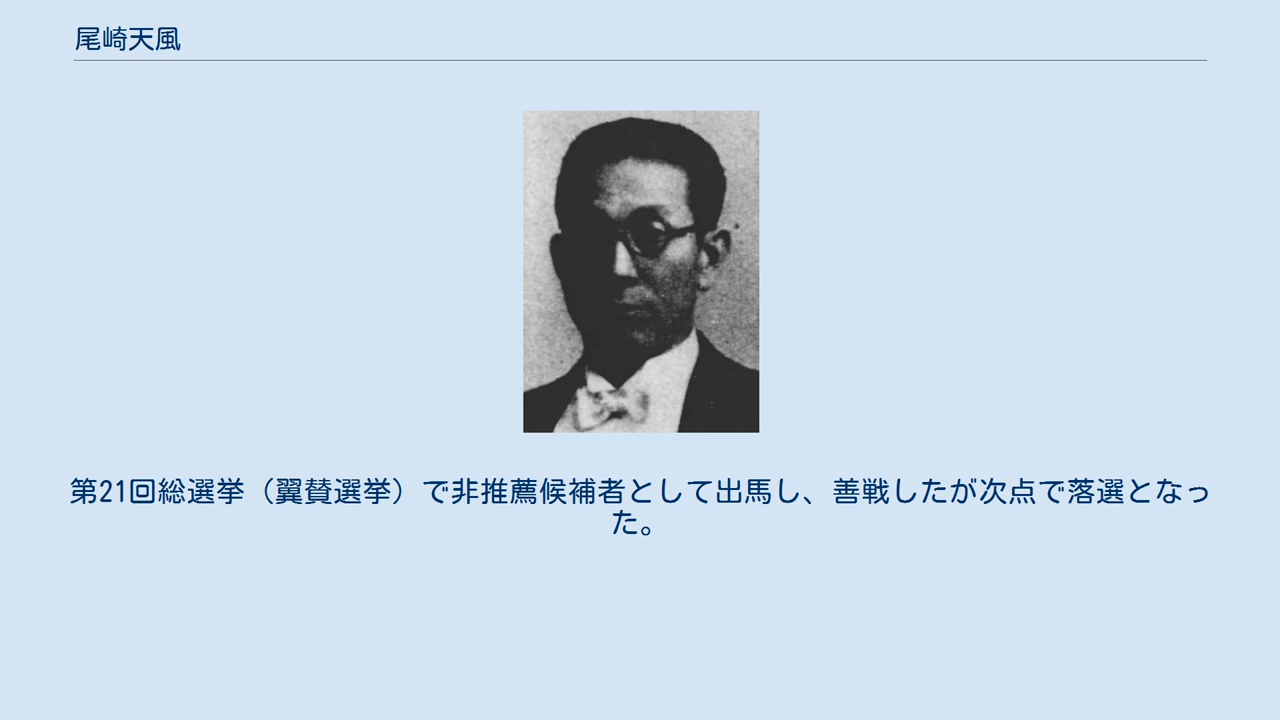 尾崎天風
第21回総選挙（翼賛選挙）で非推薦候補者として出馬し、善戦したが次点で落選となっ
た。